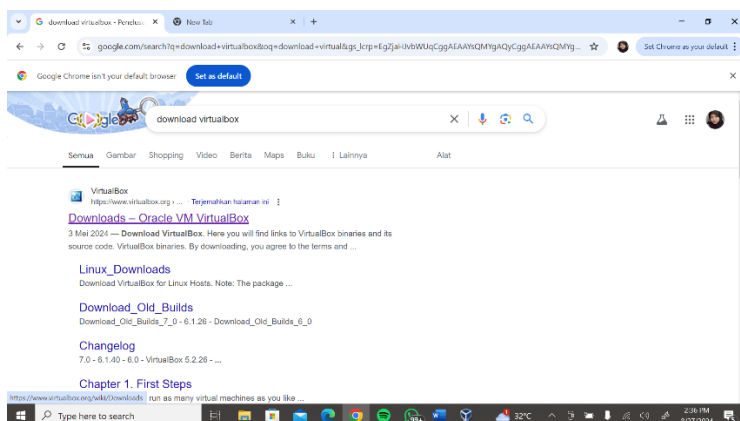 download virtualbox - Penelusu
New Tab
google.com/search?q=download+virtualbox&oq=download+virtual&gs_lcrp=EgZjaHJvbWUqCggAEAAYsQMYgAQyCggAEAAYsQMYg...
Set Chrome as your default
Google Chrome isn't your default browser
Set as default
download virtualbox
Semua Gambar Shopping Video Berita Maps Buku Lainnya Alat
VirtualBox
https://www.virtualbox.org › ... · Terjemahkan halaman ini
Downloads – Oracle VM VirtualBox
3 Mei 2024 — Download VirtualBox. Here you will find links to VirtualBox binaries and its
source code. VirtualBox binaries. By downloading, you agree to the terms and ...
Linux_Downloads
Download VirtualBox for Linux Hosts. Note: The package ...
Download_Old_Builds
Download_Old_Builds_7_0 - 6.1.26 - Download_Old_Builds_6_0
Changelog
7.0 - 6.1.40 - 6.0 - VirtualBox 5.2.26 - ...
Chapter 1. First Steps
https://www.virtualbox.org/wiki/Downloads run as many virtual machines as you like ...
Type here to search
99+
32°C
2:36 PM
8/27/2024